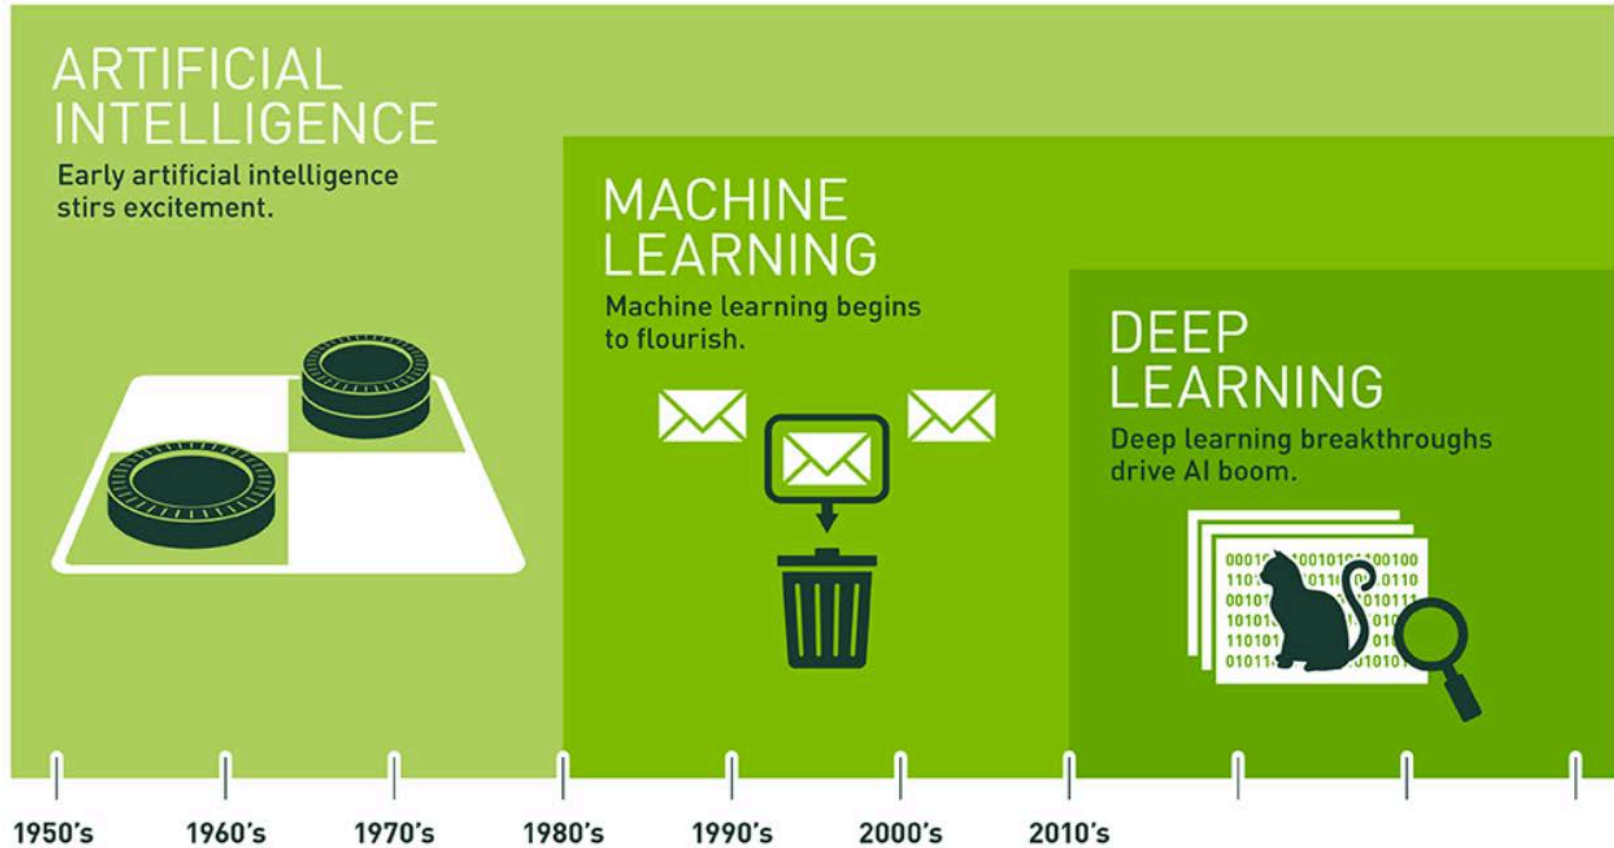 ARTIFICIAL
INTELLIGENCE
Early artificial intelligence
stirs excitement.
MACHINE
LEARNING
Machine learning begins
to flourish.
DEEP
LEARNING
Deep learning breakthroughs
drive AI boom.
1950's 1960's 1970's 1980's 1990's 2000's 2010's